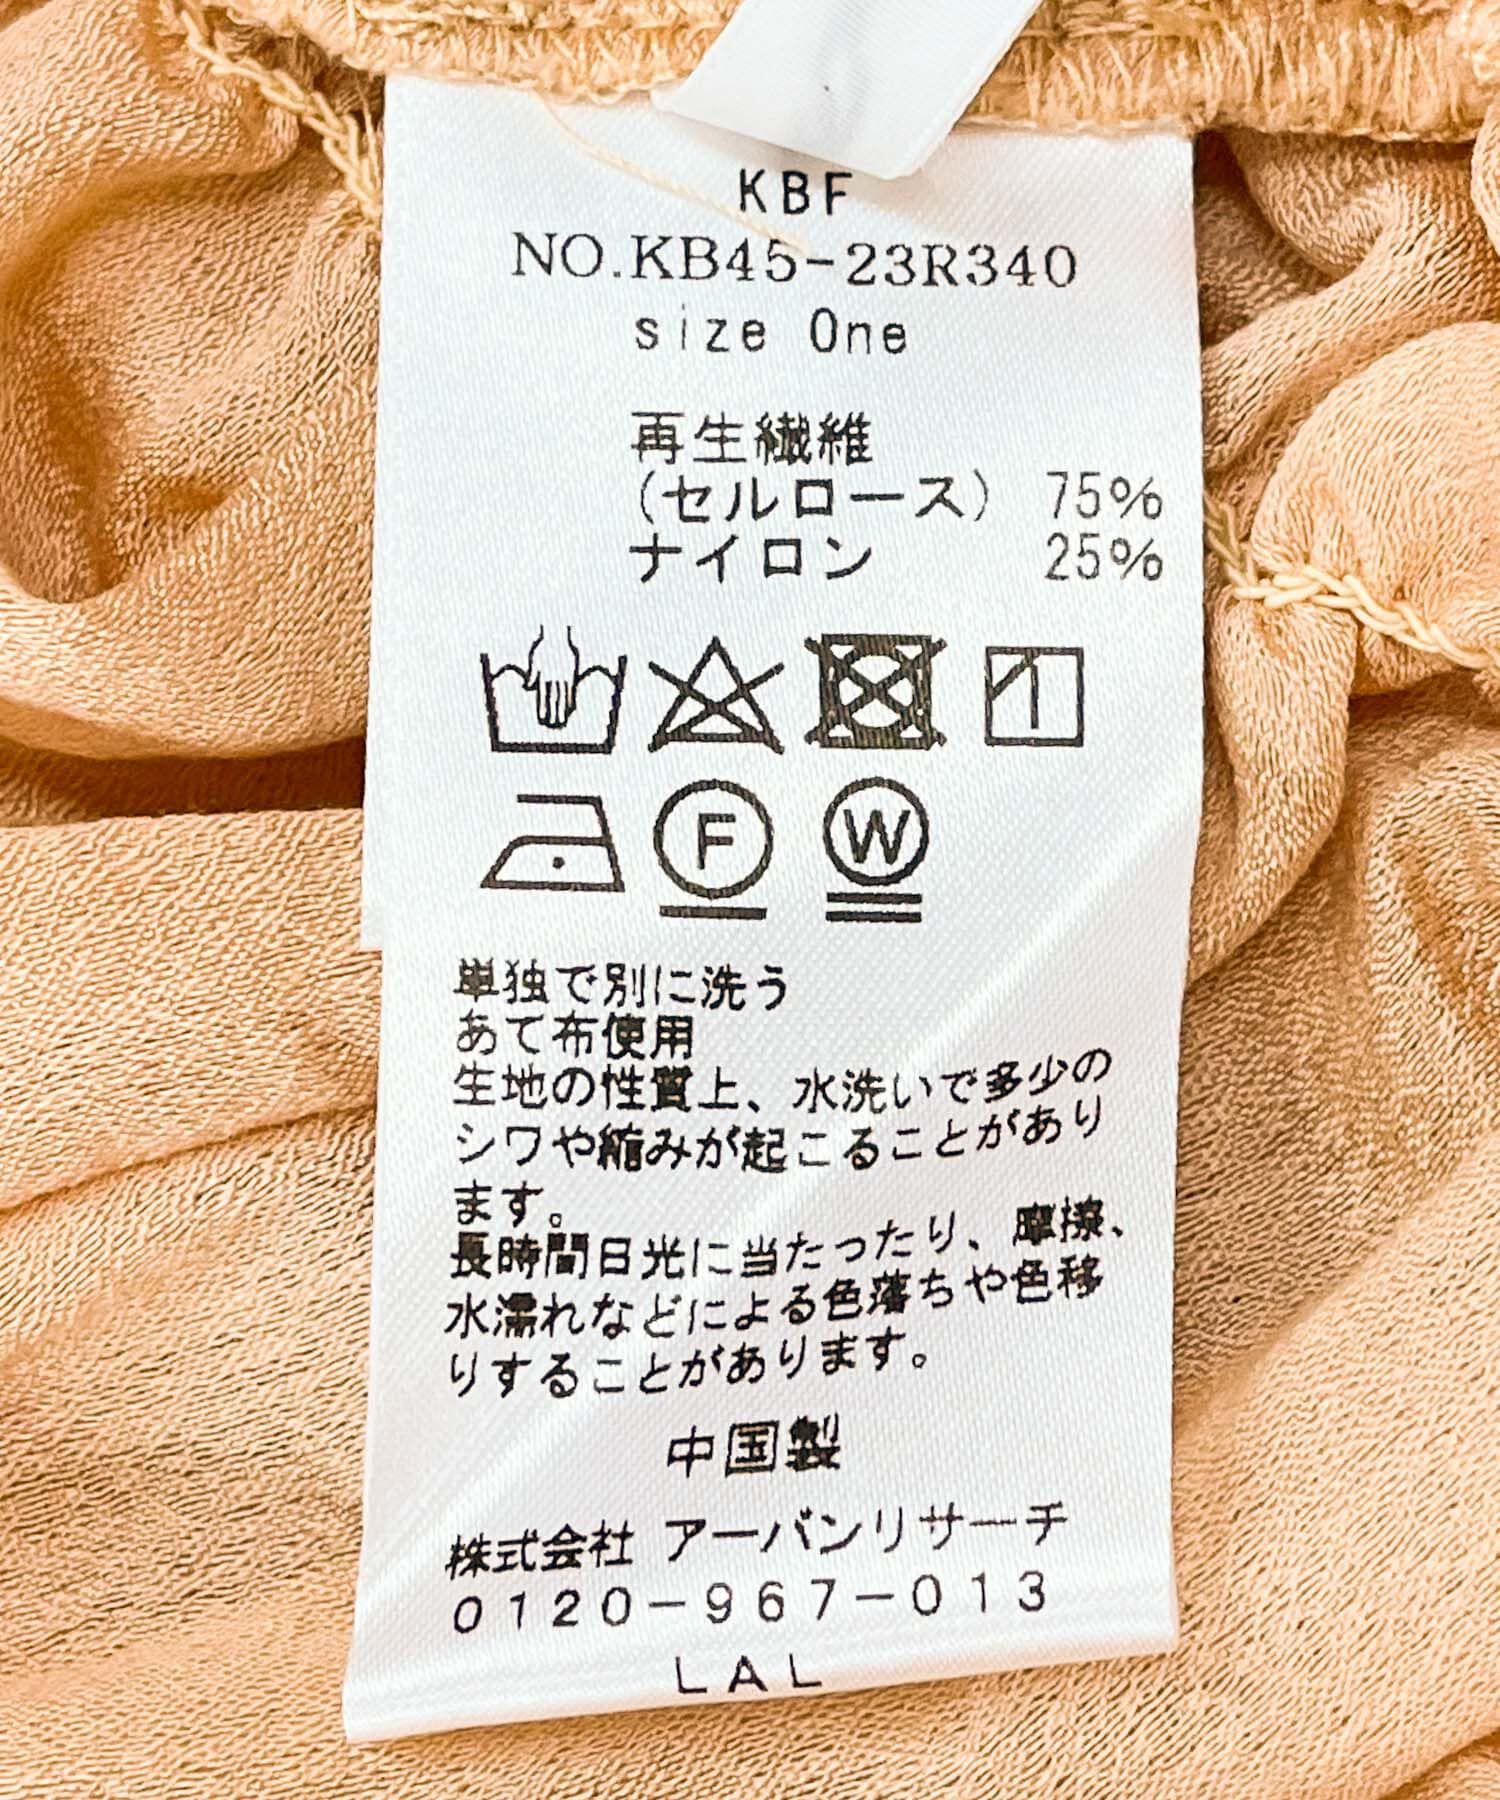 KBF
NO.KB45-23R340
size One
再生繊維
(セルロース) 75%
ナイロン 25%
F W
単独で別に洗う
あて布使用
生地の性質上、水洗いで多少の
シワや縮みが起こることがあり
ます。
長時間日光に当たったり、摩擦、
水濡れなどによる色落ちや色移
りすることがあります。
中国製
株式会社 アーバンリサーチ
0120-967-013
LAL